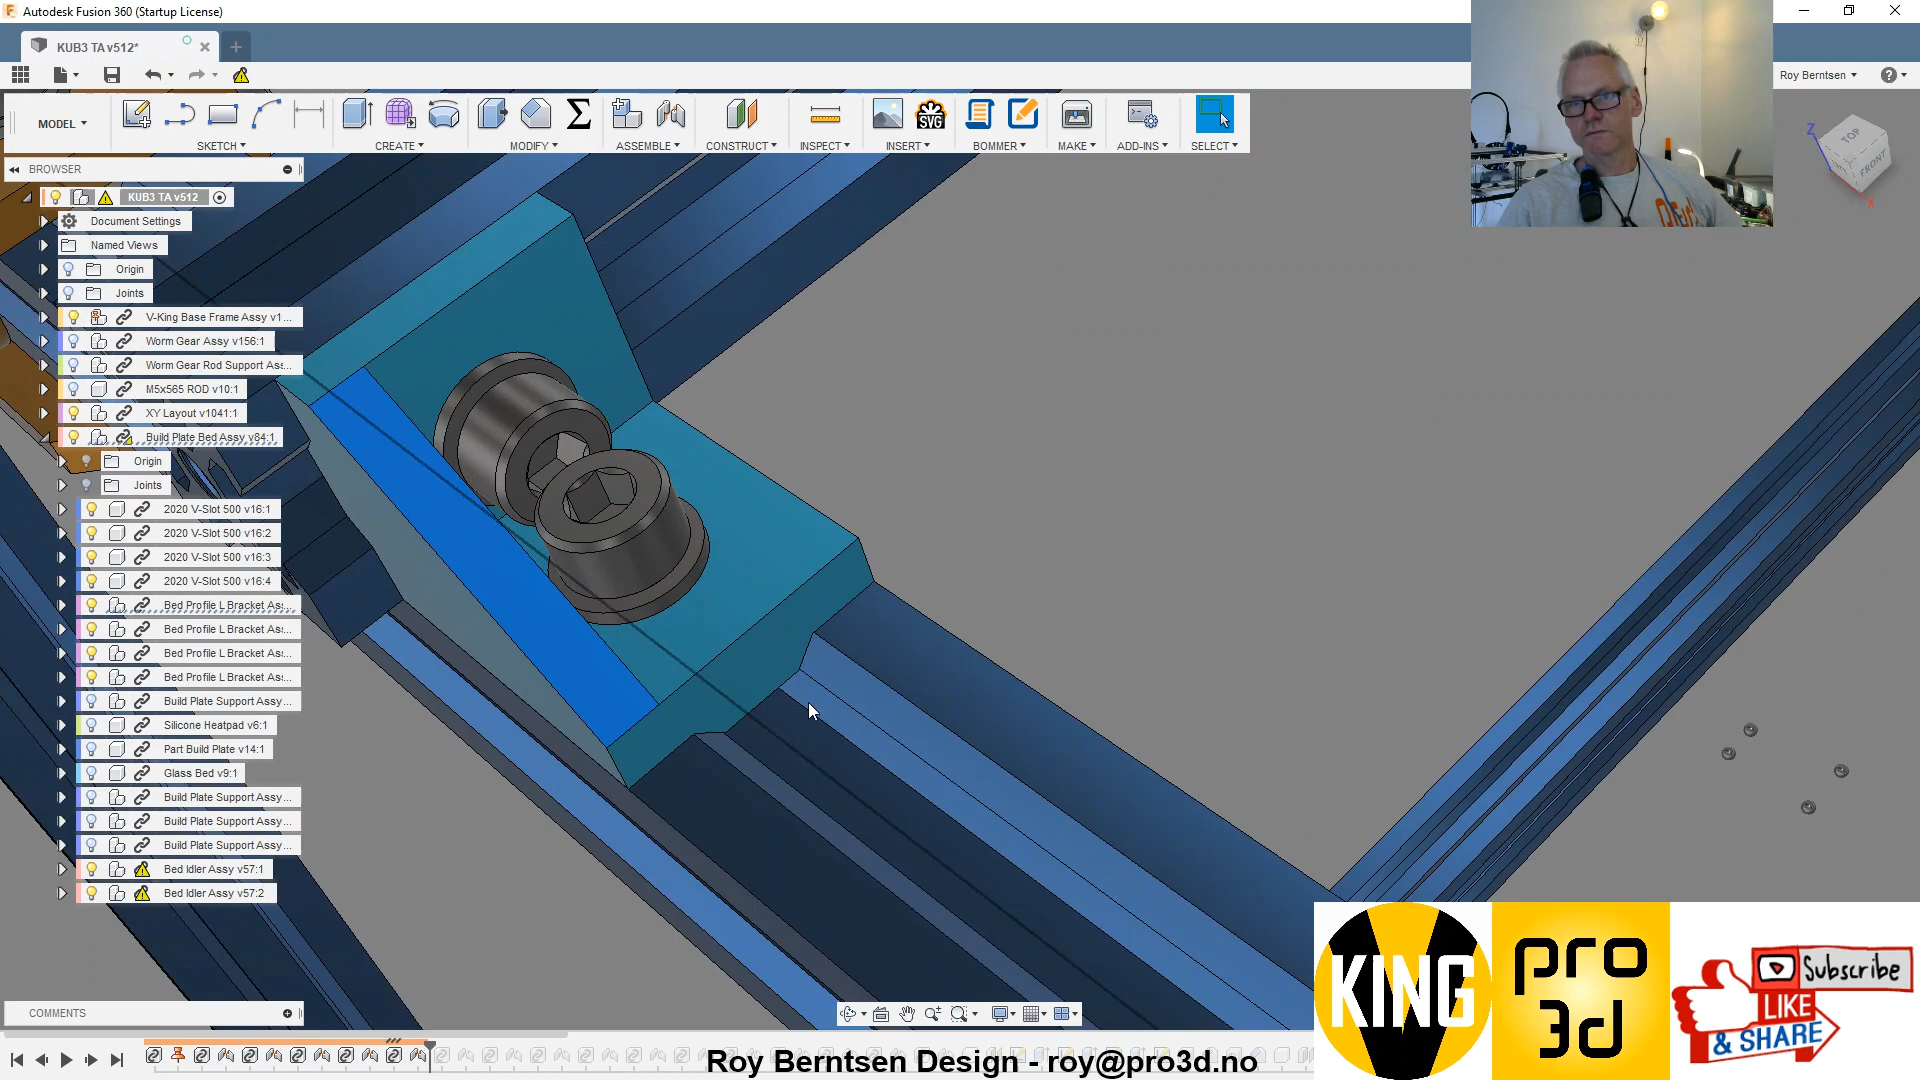 Autodesk Fusion 360 (Startup License)
KUB3 TA v512*
Roy Berntsen
MODEL
SKETCH
CREATE
MODIFY
ASSEMBLE
CONSTRUCT
INSPECT
INSERT
BOMMER
MAKE
ADD-INS
SELECT
SVG
TOP
FRONT
Z
X
BROWSER
KUB3 TA v512
Document Settings
Named Views
Origin
Joints
V-King Base Frame Assy v1...
Worm Gear Assy v156:1
Worm Gear Rod Support Ass...
M5x565 ROD v10:1
XY Layout v1041:1
Build Plate Bed Assy v84:1
Origin
Joints
2020 V-Slot 500 v16:1
2020 V-Slot 500 v16:2
2020 V-Slot 500 v16:3
2020 V-Slot 500 v16:4
Bed Profile L Bracket Ass...
Bed Profile L Bracket Ass...
Bed Profile L Bracket Ass...
Bed Profile L Bracket Ass...
Build Plate Support Assy...
Silicone Heatpad v6:1
Part Build Plate v14:1
Glass Bed v9:1
Build Plate Support Assy...
Build Plate Support Assy...
Build Plate Support Assy...
Bed Idler Assy v57:1
Bed Idler Assy v57:2
COMMENTS
KING
pro
3d
Subscribe
LIKE
& SHARE
Roy Berntsen Design - roy@pro3d.no